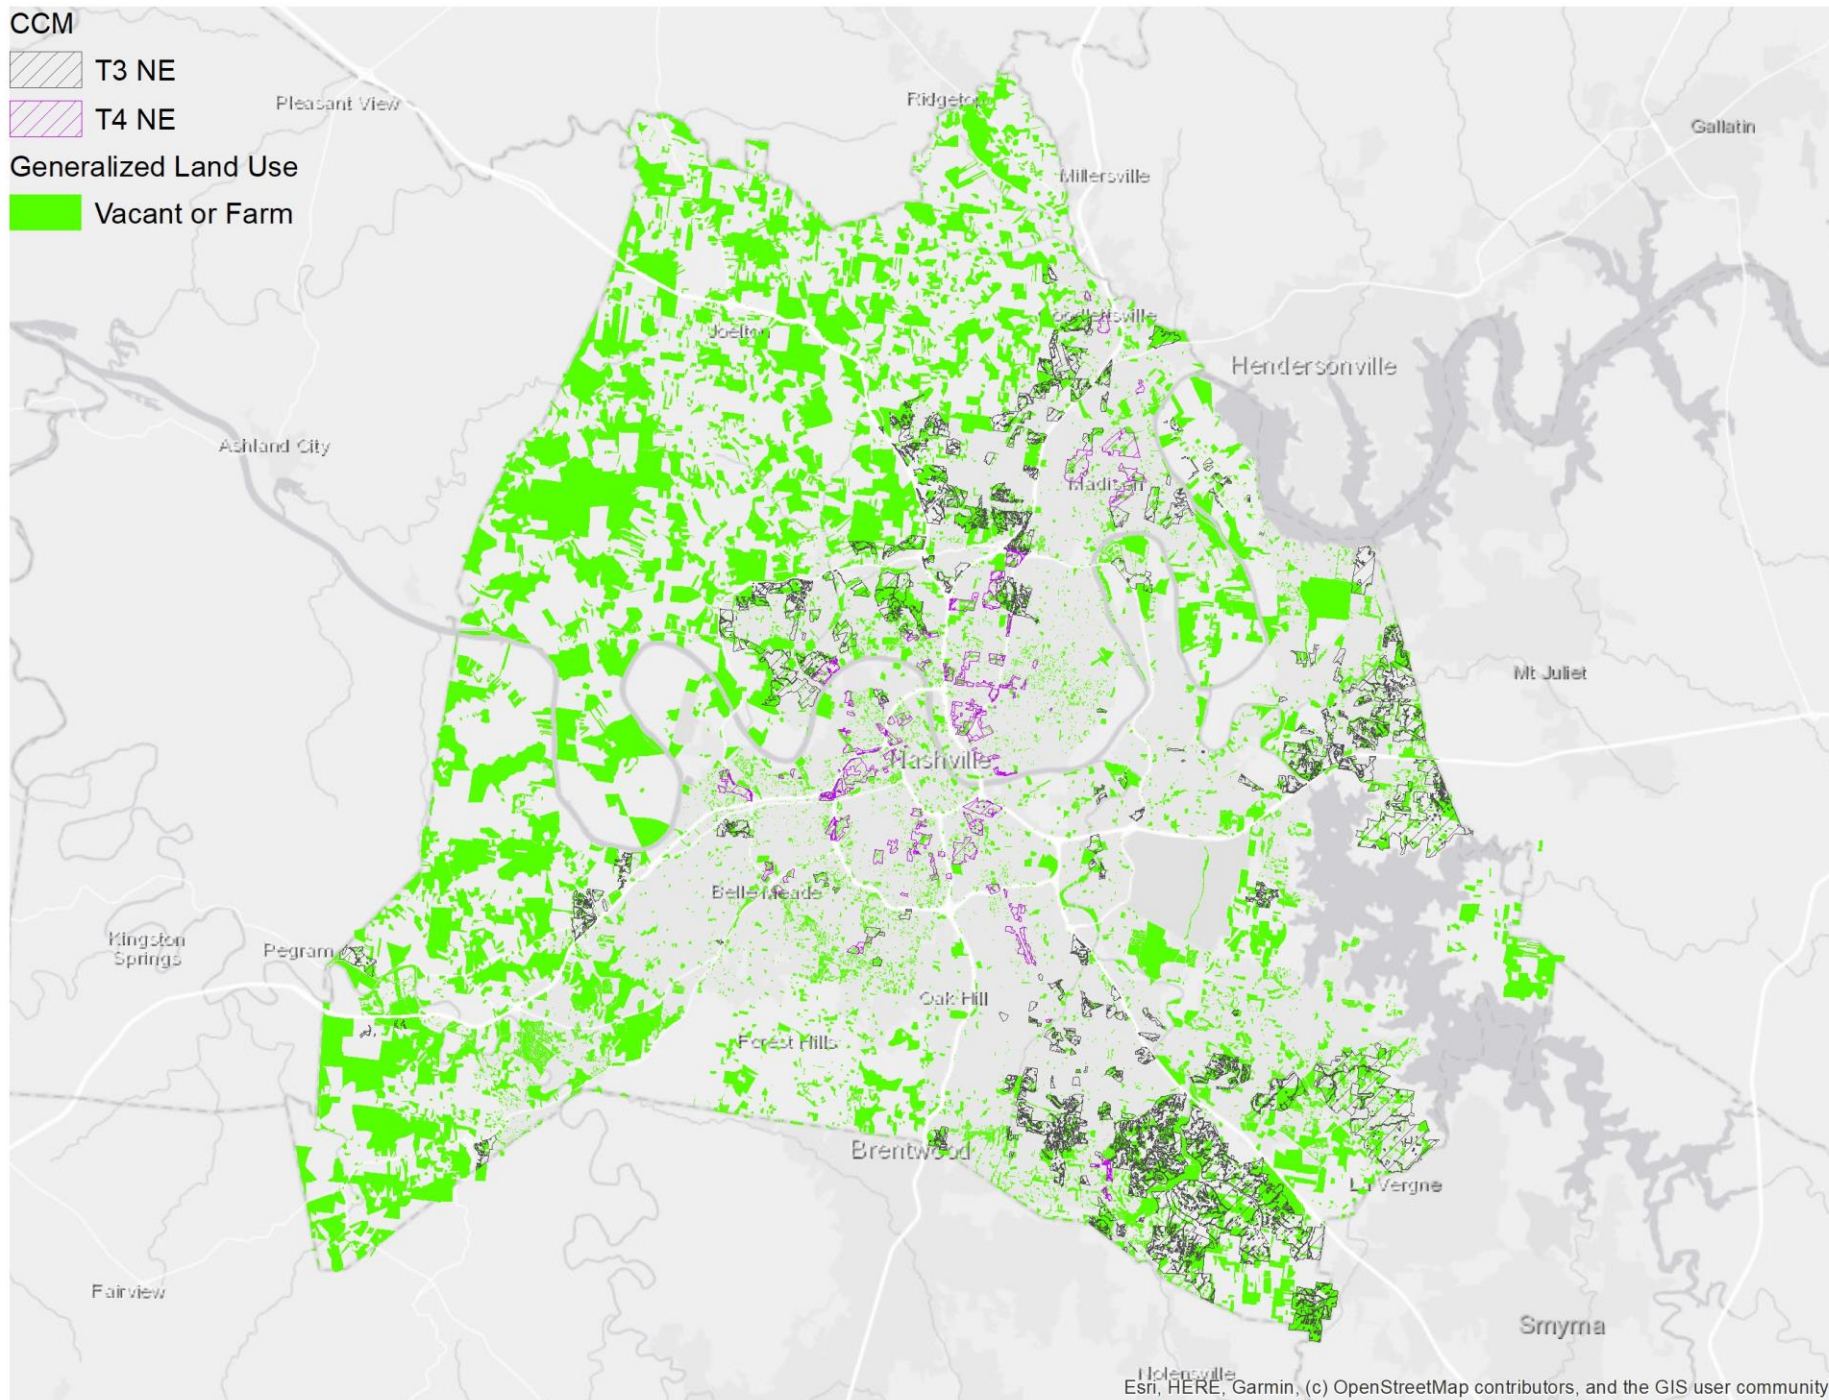 CCM
T3 NE
T4 NE
Generalized Land Use
Vacant or Farm
Pleasant View
Ridgetop
Gallatin
Millersville
Joelton
Goodlettsville
Hendersonville
Ashland City
Madison
Mt Juliet
Nashville
Belle Meade
Kingston
Springs
Pegram
Oak Hill
Forest Hills
Brentwood
La Vergne
Fairview
Smyrna
Nolensville
Esri, HERE, Garmin, (c) OpenStreetMap contributors, and the GIS user community